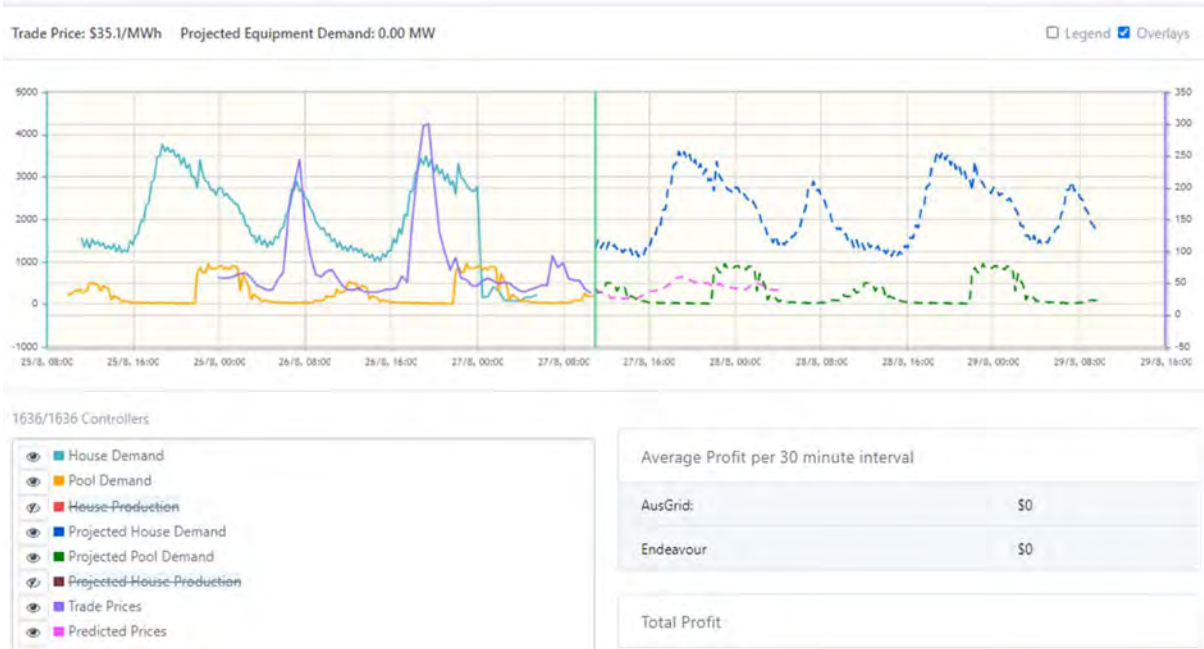 Trade Price: $35.1/MWh Projected Equipment Demand: 0.00 MW
Legend Overlays
5000
4000
3000
2000
1000
0
-1000
350
300
250
200
150
100
50
0
-50
25/8, 08:00 25/8, 16:00 26/8, 00:00 26/8, 08:00 26/8, 16:00 27/8, 00:00 27/8, 08:00 27/8, 16:00 28/8, 00:00 28/8, 08:00 28/8, 16:00 29/8, 00:00 29/8, 08:00 29/8, 16:00
1636/1636 Controllers
House Demand
Pool Demand
House Production
Projected House Demand
Projected Pool Demand
Projected House Production
Trade Prices
Predicted Prices
Average Profit per 30 minute interval
AusGrid: $0
Endeavour $0
Total Profit